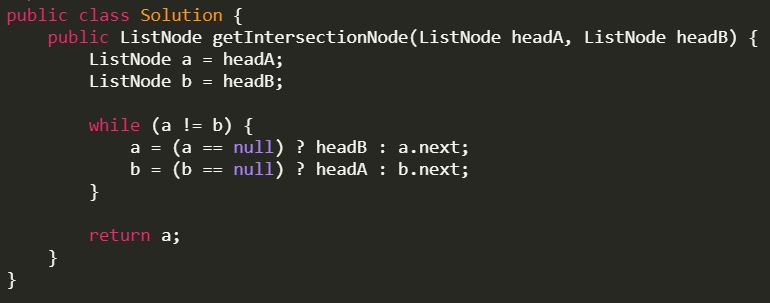 public class Solution {
    public ListNode getIntersectionNode(ListNode headA, ListNode headB) {
        ListNode a = headA;
        ListNode b = headB;

        while (a != b) {
            a = (a == null) ? headB : a.next;
            b = (b == null) ? headA : b.next;
        }

        return a;
    }
}